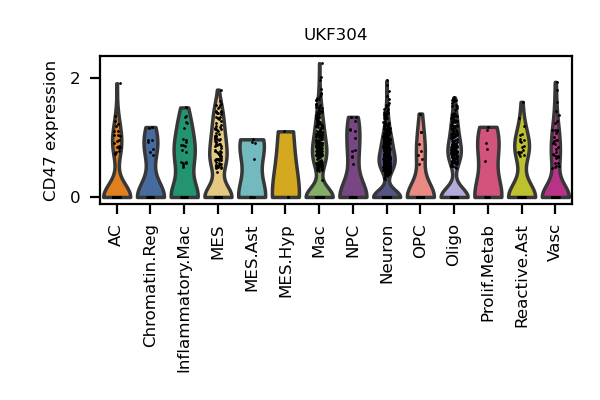 UKF304
CD47 expression
2
0
AC
Chromatin.Reg
Inflammatory.Mac
MES
MES.Ast
MES.Hyp
Mac
NPC
Neuron
OPC
Oligo
Prolif.Metab
Reactive.Ast
Vasc